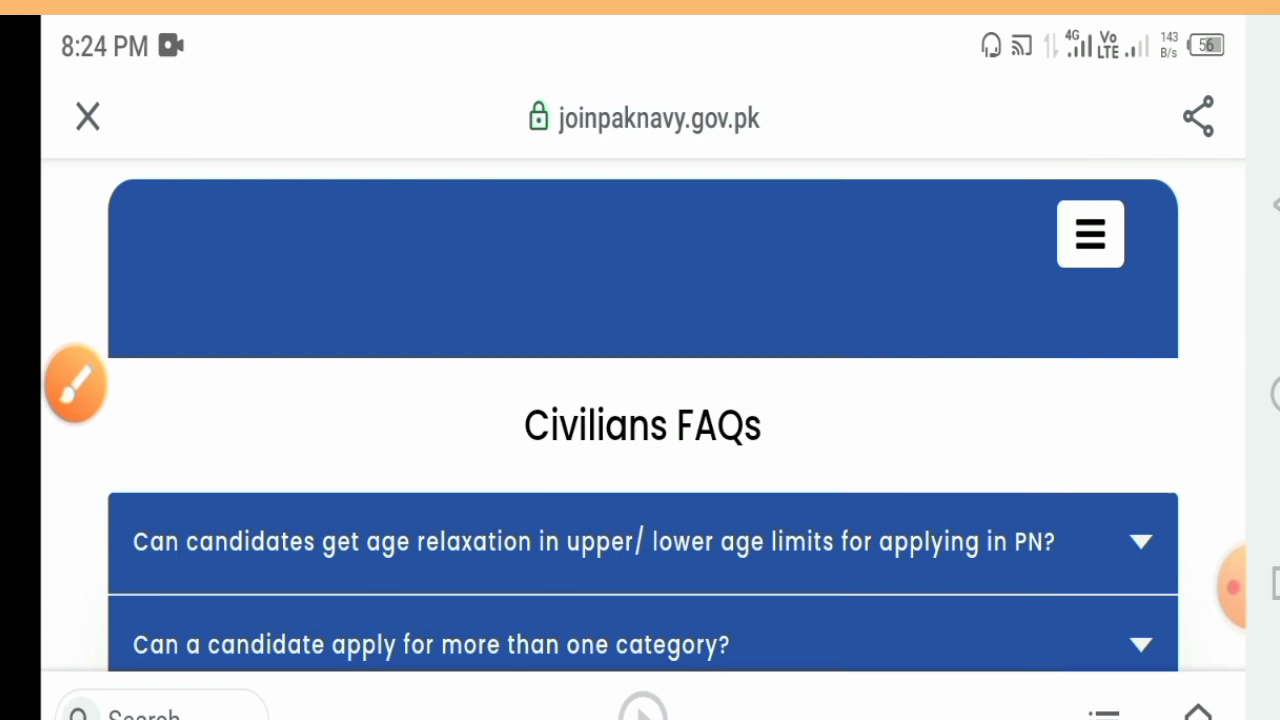 8:24 PM
4G Vo LTE 143 B/s 56
joinpaknavy.gov.pk
Civilians FAQs
Can candidates get age relaxation in upper/ lower age limits for applying in PN?
Can a candidate apply for more than one category?
Search